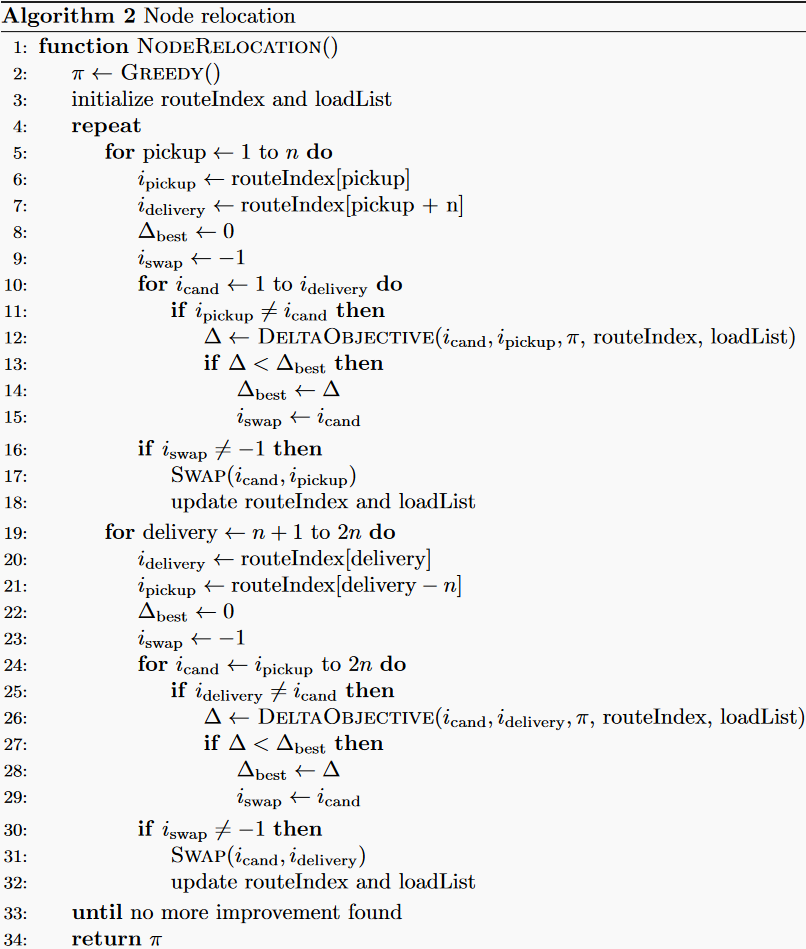 Algorithm 2 Node relocation
1: function NODERELOCATION()
2: π ← GREEDY()
3: initialize routeIndex and loadList
4: repeat
5: for pickup ← 1 to n do
6: i_pickup ← routeIndex[pickup]
7: i_delivery ← routeIndex[pickup + n]
8: Δ_best ← 0
9: i_swap ← −1
10: for i_cand ← 1 to i_delivery do
11: if i_pickup ≠ i_cand then
12: Δ ← DELTAOBJECTIVE(i_cand, i_pickup, π, routeIndex, loadList)
13: if Δ < Δ_best then
14: Δ_best ← Δ
15: i_swap ← i_cand
16: if i_swap ≠ −1 then
17: SWAP(i_cand, i_pickup)
18: update routeIndex and loadList
19: for delivery ← n + 1 to 2n do
20: i_delivery ← routeIndex[delivery]
21: i_pickup ← routeIndex[delivery − n]
22: Δ_best ← 0
23: i_swap ← −1
24: for i_cand ← i_pickup to 2n do
25: if i_delivery ≠ i_cand then
26: Δ ← DELTAOBJECTIVE(i_cand, i_delivery, π, routeIndex, loadList)
27: if Δ < Δ_best then
28: Δ_best ← Δ
29: i_swap ← i_cand
30: if i_swap ≠ −1 then
31: SWAP(i_cand, i_delivery)
32: update routeIndex and loadList
33: until no more improvement found
34: return π